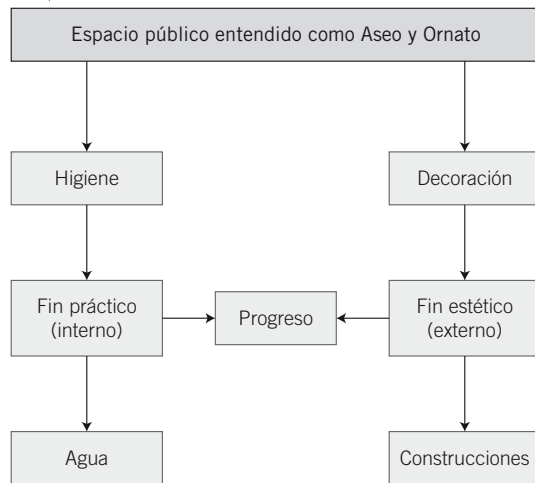 Espacio público entendido como Aseo y Ornato
Higiene
Decoración
Fin práctico
(interno)
Progreso
Fin estético
(externo)
Agua
Construcciones